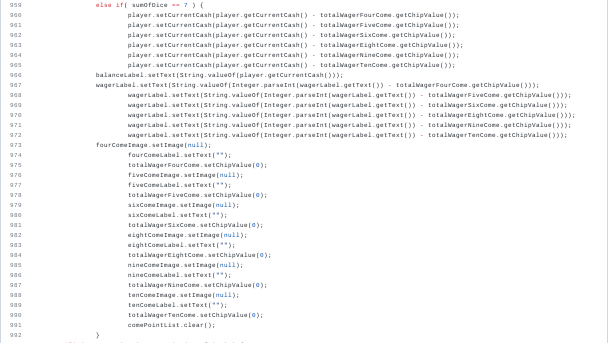 959 else if( sumOfDice == 7 ) {
960 player.setCurrentCash(player.getCurrentCash() - totalWagerFourCome.getChipValue());
961 player.setCurrentCash(player.getCurrentCash() - totalWagerFiveCome.getChipValue());
962 player.setCurrentCash(player.getCurrentCash() - totalWagerSixCome.getChipValue());
963 player.setCurrentCash(player.getCurrentCash() - totalWagerEightCome.getChipValue());
964 player.setCurrentCash(player.getCurrentCash() - totalWagerNineCome.getChipValue());
965 player.setCurrentCash(player.getCurrentCash() - totalWagerTenCome.getChipValue());
966 balanceLabel.setText(String.valueOf(player.getCurrentCash()));
967 wagerLabel.setText(String.valueOf(Integer.parseInt(wagerLabel.getText()) - totalWagerFourCome.getChipValue()));
968 wagerLabel.setText(String.valueOf(Integer.parseInt(wagerLabel.getText()) - totalWagerFiveCome.getChipValue()));
969 wagerLabel.setText(String.valueOf(Integer.parseInt(wagerLabel.getText()) - totalWagerSixCome.getChipValue()));
970 wagerLabel.setText(String.valueOf(Integer.parseInt(wagerLabel.getText()) - totalWagerEightCome.getChipValue()));
971 wagerLabel.setText(String.valueOf(Integer.parseInt(wagerLabel.getText()) - totalWagerNineCome.getChipValue()));
972 wagerLabel.setText(String.valueOf(Integer.parseInt(wagerLabel.getText()) - totalWagerTenCome.getChipValue()));
973 fourComeImage.setImage(null);
974 fourComeLabel.setText("");
975 totalWagerFourCome.setChipValue(0);
976 fiveComeImage.setImage(null);
977 fiveComeLabel.setText("");
978 totalWagerFiveCome.setChipValue(0);
979 sixComeImage.setImage(null);
980 sixComeLabel.setText("");
981 totalWagerSixCome.setChipValue(0);
982 eightComeImage.setImage(null);
983 eightComeLabel.setText("");
984 totalWagerEightCome.setChipValue(0);
985 nineComeImage.setImage(null);
986 nineComeLabel.setText("");
987 totalWagerNineCome.setChipValue(0);
988 tenComeImage.setImage(null);
989 tenComeLabel.setText("");
990 totalWagerTenCome.setChipValue(0);
991 comePointList.clear();
992 }